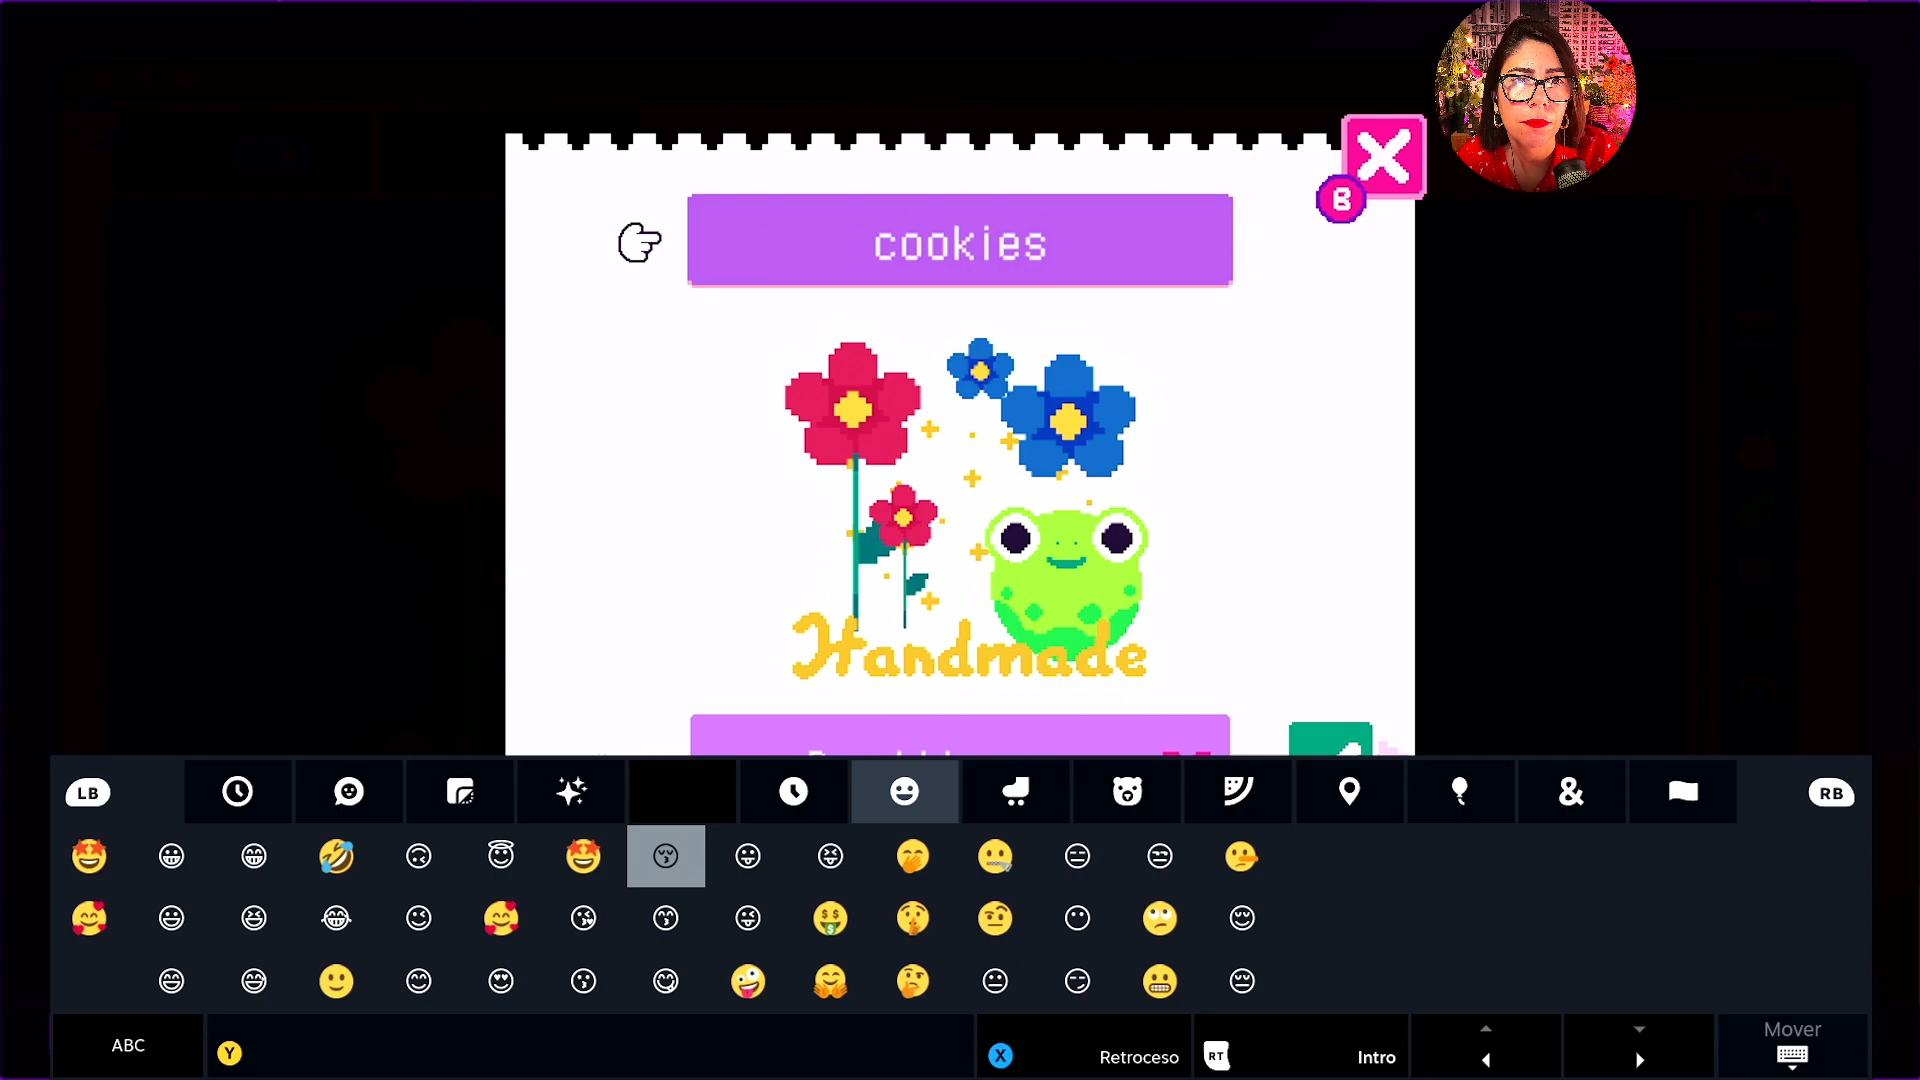 B
cookies
Handmade
LB
&
RB
ABC
Y
X Retroceso
RT Intro
Mover